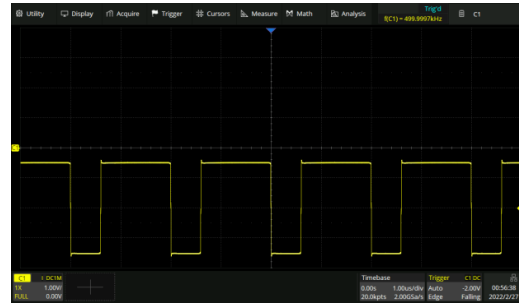 Utility Display Acquire Trigger Cursors Measure Math Analysis
Trig'd
f(C1) = 499.9997kHz
C1
C1
C1 DC1M
1X 1.00V/
FULL 0.00V
Timebase
0.00s 1.00us/div
20.0kpts 2.00GSa/s
Trigger C1 DC
Auto -2.00V
Edge Falling
00:56:38
2022/2/27